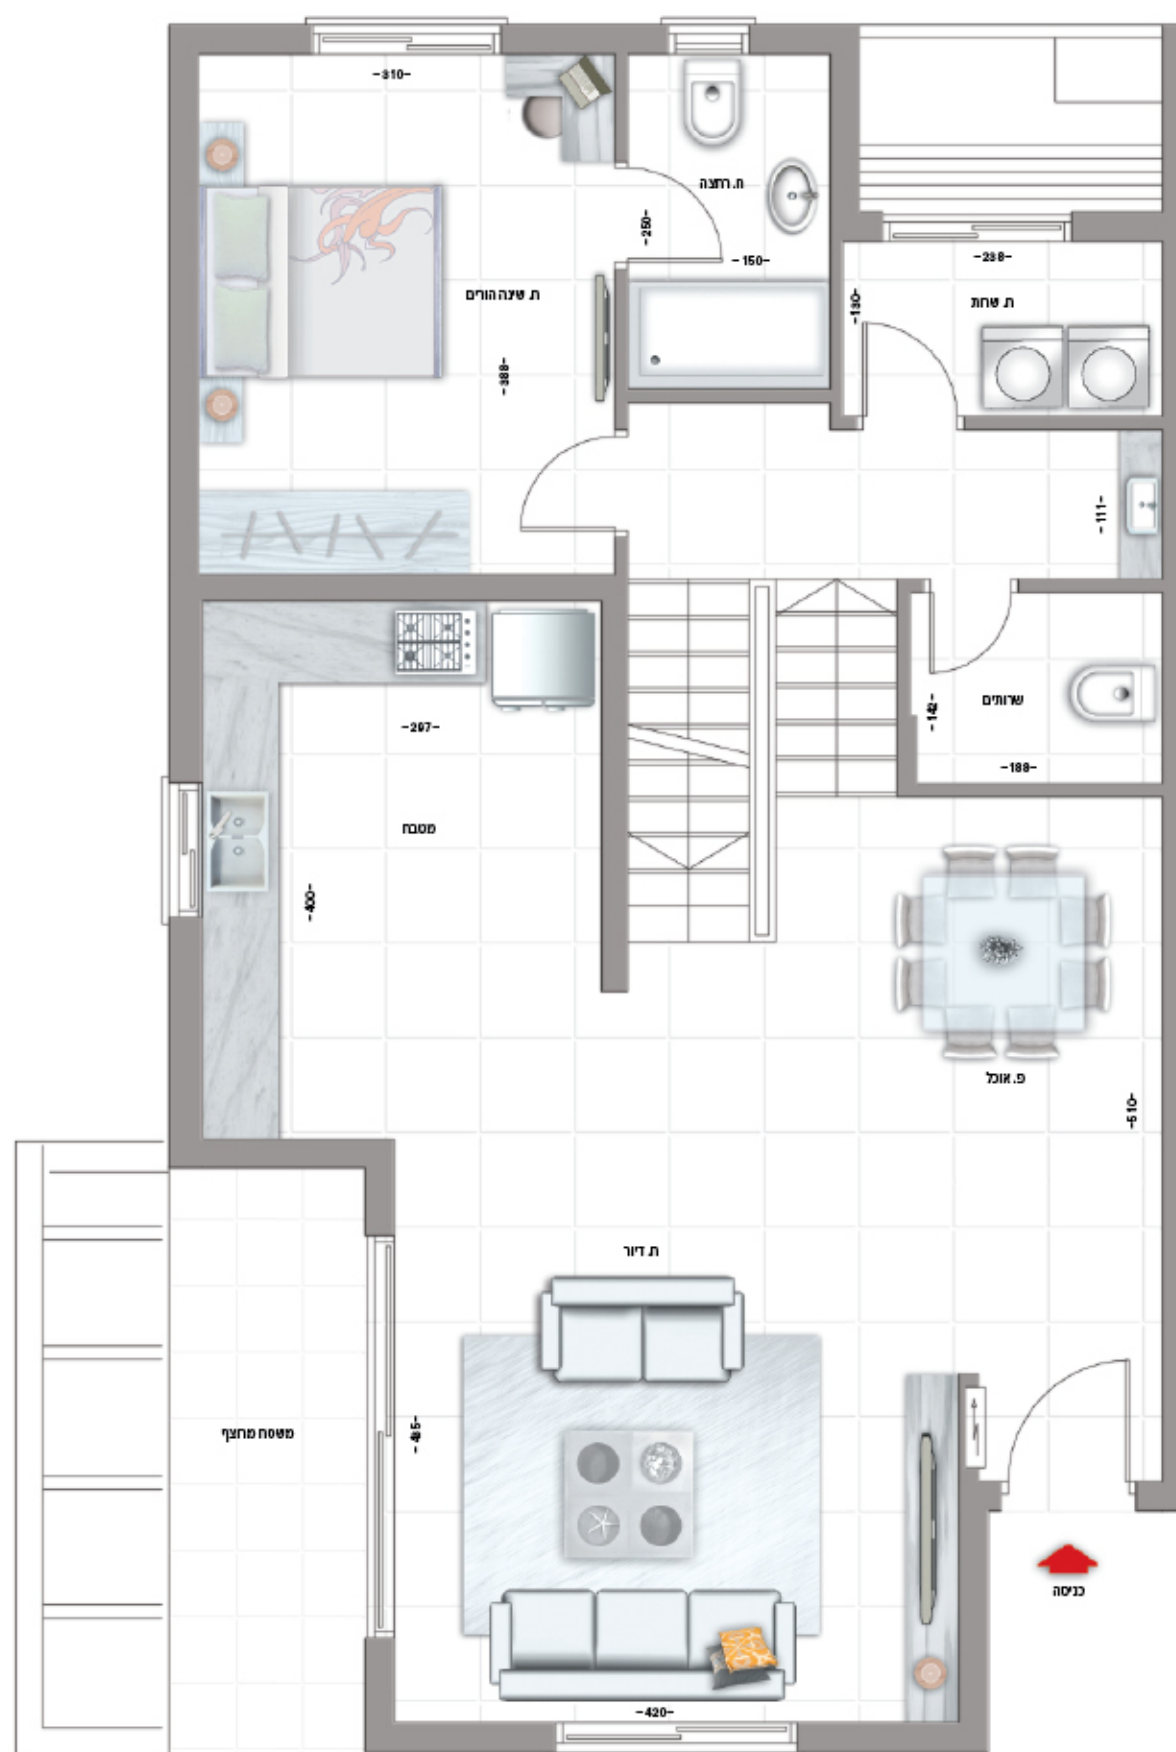 -310-
ח. רחצה
-250-
-150-
-238-
-130-
ח. שרות
ח. שינה הורים
-388-
-111-
שרותים
-142-
-188-
-297-
מטבח
-400-
פ. אוכל
-510-
ח. דיור
משטח מרוצף
-485-
כניסה
-420-